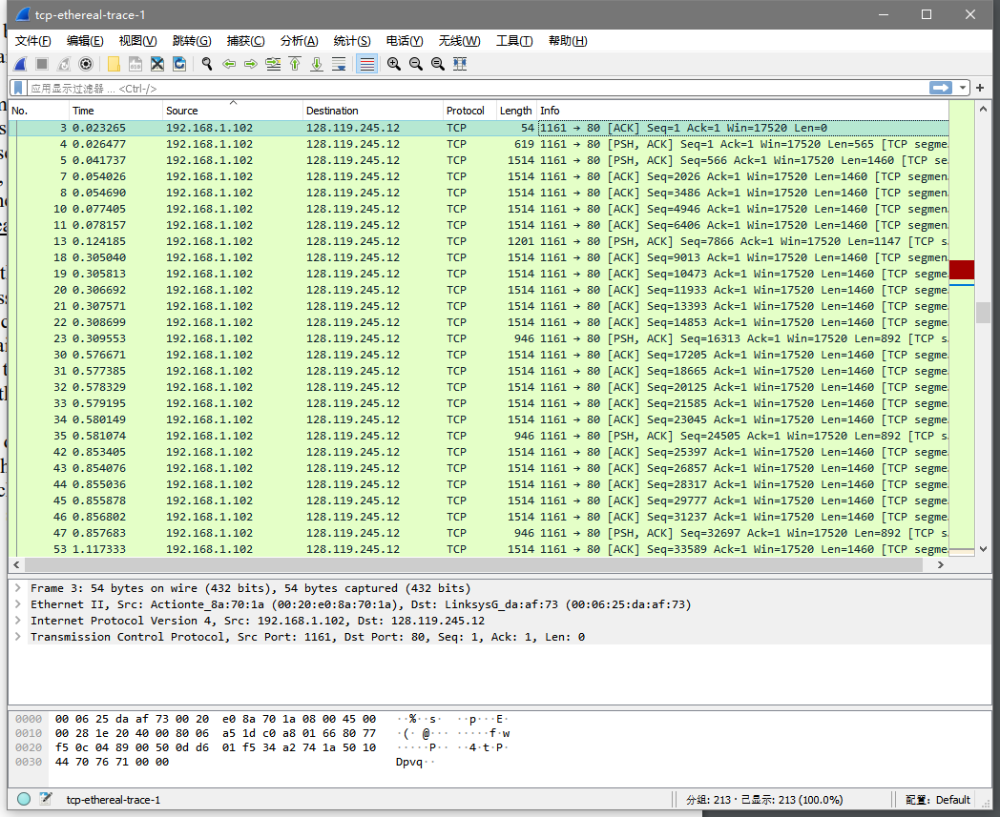 tcp-ethereal-trace-1
文件(F) 编辑(E) 视图(V) 跳转(G) 捕获(C) 分析(A) 统计(S) 电话(Y) 无线(W) 工具(T) 帮助(H)
应用显示过滤器 … <Ctrl-/>
No. Time Source Destination Protocol Length Info
3 0.023265 192.168.1.102 128.119.245.12 TCP 54 1161 → 80 [ACK] Seq=1 Ack=1 Win=17520 Len=0
4 0.026477 192.168.1.102 128.119.245.12 TCP 619 1161 → 80 [PSH, ACK] Seq=1 Ack=1 Win=17520 Len=565 [TCP segme…
5 0.041737 192.168.1.102 128.119.245.12 TCP 1514 1161 → 80 [PSH, ACK] Seq=566 Ack=1 Win=17520 Len=1460 [TCP se…
7 0.054026 192.168.1.102 128.119.245.12 TCP 1514 1161 → 80 [ACK] Seq=2026 Ack=1 Win=17520 Len=1460 [TCP segmen…
8 0.054690 192.168.1.102 128.119.245.12 TCP 1514 1161 → 80 [ACK] Seq=3486 Ack=1 Win=17520 Len=1460 [TCP segmen…
10 0.077405 192.168.1.102 128.119.245.12 TCP 1514 1161 → 80 [ACK] Seq=4946 Ack=1 Win=17520 Len=1460 [TCP segmen…
11 0.078157 192.168.1.102 128.119.245.12 TCP 1514 1161 → 80 [ACK] Seq=6406 Ack=1 Win=17520 Len=1460 [TCP segmen…
13 0.124185 192.168.1.102 128.119.245.12 TCP 1201 1161 → 80 [PSH, ACK] Seq=7866 Ack=1 Win=17520 Len=1147 [TCP s…
18 0.305040 192.168.1.102 128.119.245.12 TCP 1514 1161 → 80 [ACK] Seq=9013 Ack=1 Win=17520 Len=1460 [TCP segmen…
19 0.305813 192.168.1.102 128.119.245.12 TCP 1514 1161 → 80 [ACK] Seq=10473 Ack=1 Win=17520 Len=1460 [TCP segme…
20 0.306692 192.168.1.102 128.119.245.12 TCP 1514 1161 → 80 [ACK] Seq=11933 Ack=1 Win=17520 Len=1460 [TCP segme…
21 0.307571 192.168.1.102 128.119.245.12 TCP 1514 1161 → 80 [ACK] Seq=13393 Ack=1 Win=17520 Len=1460 [TCP segme…
22 0.308699 192.168.1.102 128.119.245.12 TCP 1514 1161 → 80 [ACK] Seq=14853 Ack=1 Win=17520 Len=1460 [TCP segme…
23 0.309553 192.168.1.102 128.119.245.12 TCP 946 1161 → 80 [PSH, ACK] Seq=16313 Ack=1 Win=17520 Len=892 [TCP s…
30 0.576671 192.168.1.102 128.119.245.12 TCP 1514 1161 → 80 [ACK] Seq=17205 Ack=1 Win=17520 Len=1460 [TCP segme…
31 0.577385 192.168.1.102 128.119.245.12 TCP 1514 1161 → 80 [ACK] Seq=18665 Ack=1 Win=17520 Len=1460 [TCP segme…
32 0.578329 192.168.1.102 128.119.245.12 TCP 1514 1161 → 80 [ACK] Seq=20125 Ack=1 Win=17520 Len=1460 [TCP segme…
33 0.579195 192.168.1.102 128.119.245.12 TCP 1514 1161 → 80 [ACK] Seq=21585 Ack=1 Win=17520 Len=1460 [TCP segme…
34 0.580149 192.168.1.102 128.119.245.12 TCP 1514 1161 → 80 [ACK] Seq=23045 Ack=1 Win=17520 Len=1460 [TCP segme…
35 0.581074 192.168.1.102 128.119.245.12 TCP 946 1161 → 80 [PSH, ACK] Seq=24505 Ack=1 Win=17520 Len=892 [TCP s…
42 0.853405 192.168.1.102 128.119.245.12 TCP 1514 1161 → 80 [ACK] Seq=25397 Ack=1 Win=17520 Len=1460 [TCP segme…
43 0.854076 192.168.1.102 128.119.245.12 TCP 1514 1161 → 80 [ACK] Seq=26857 Ack=1 Win=17520 Len=1460 [TCP segme…
44 0.855036 192.168.1.102 128.119.245.12 TCP 1514 1161 → 80 [ACK] Seq=28317 Ack=1 Win=17520 Len=1460 [TCP segme…
45 0.855878 192.168.1.102 128.119.245.12 TCP 1514 1161 → 80 [ACK] Seq=29777 Ack=1 Win=17520 Len=1460 [TCP segme…
46 0.856802 192.168.1.102 128.119.245.12 TCP 1514 1161 → 80 [ACK] Seq=31237 Ack=1 Win=17520 Len=1460 [TCP segme…
47 0.857683 192.168.1.102 128.119.245.12 TCP 946 1161 → 80 [PSH, ACK] Seq=32697 Ack=1 Win=17520 Len=892 [TCP s…
53 1.117333 192.168.1.102 128.119.245.12 TCP 1514 1161 → 80 [ACK] Seq=33589 Ack=1 Win=17520 Len=1460 [TCP segme…
Frame 3: 54 bytes on wire (432 bits), 54 bytes captured (432 bits)
Ethernet II, Src: Actionte_8a:70:1a (00:20:e0:8a:70:1a), Dst: LinksysG_da:af:73 (00:06:25:da:af:73)
Internet Protocol Version 4, Src: 192.168.1.102, Dst: 128.119.245.12
Transmission Control Protocol, Src Port: 1161, Dst Port: 80, Seq: 1, Ack: 1, Len: 0
0000 00 06 25 da af 73 00 20 e0 8a 70 1a 08 00 45 00 ··%··s· ··p···E·
0010 00 28 1e 20 40 00 80 06 a5 1d c0 a8 01 66 80 77 ·(· @··· ·····f·w
0020 f5 0c 04 89 00 50 0d d6 01 f5 34 a2 74 1a 50 10 ·····P·· ··4·t·P·
0030 44 70 76 71 00 00 Dpvq··
tcp-ethereal-trace-1 分组: 213 · 已显示: 213 (100.0%) 配置: Default